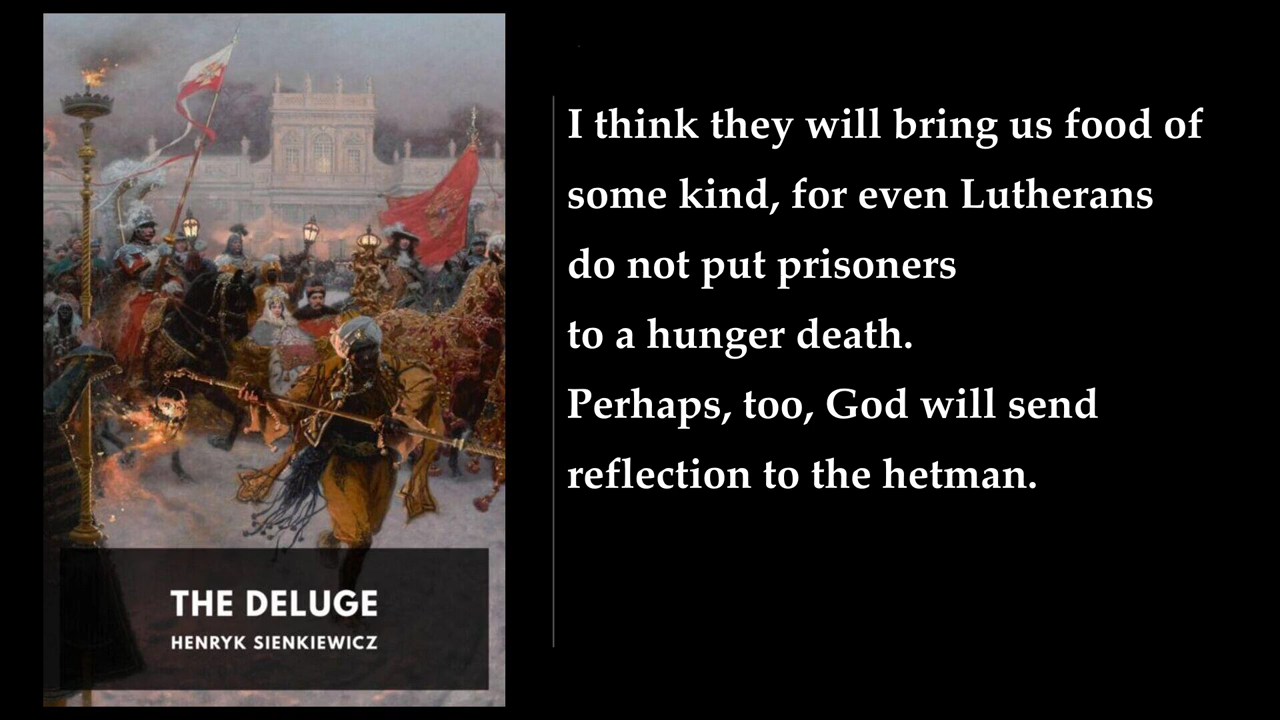 I think they will bring us food of
some kind, for even Lutherans
do not put prisoners
to a hunger death.
Perhaps, too, God will send
reflection to the hetman.
THE DELUGE
HENRYK SIENKIEWICZ